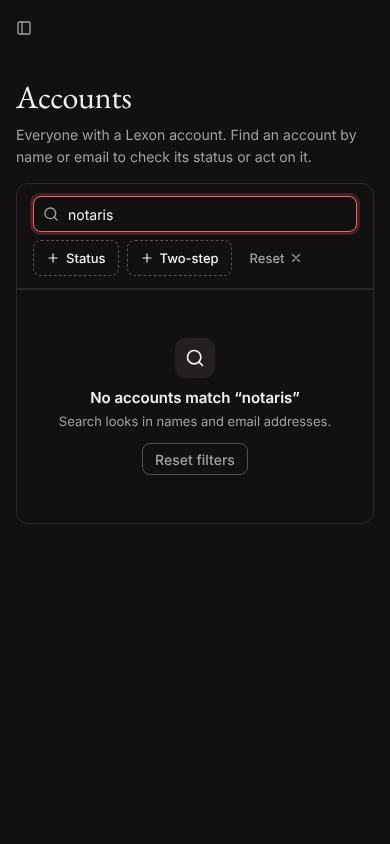 Accounts
Everyone with a Lexon account. Find an account by
name or email to check its status or act on it.
notaris
Status
Two-step
Reset
No accounts match “notaris”
Search looks in names and email addresses.
Reset filters